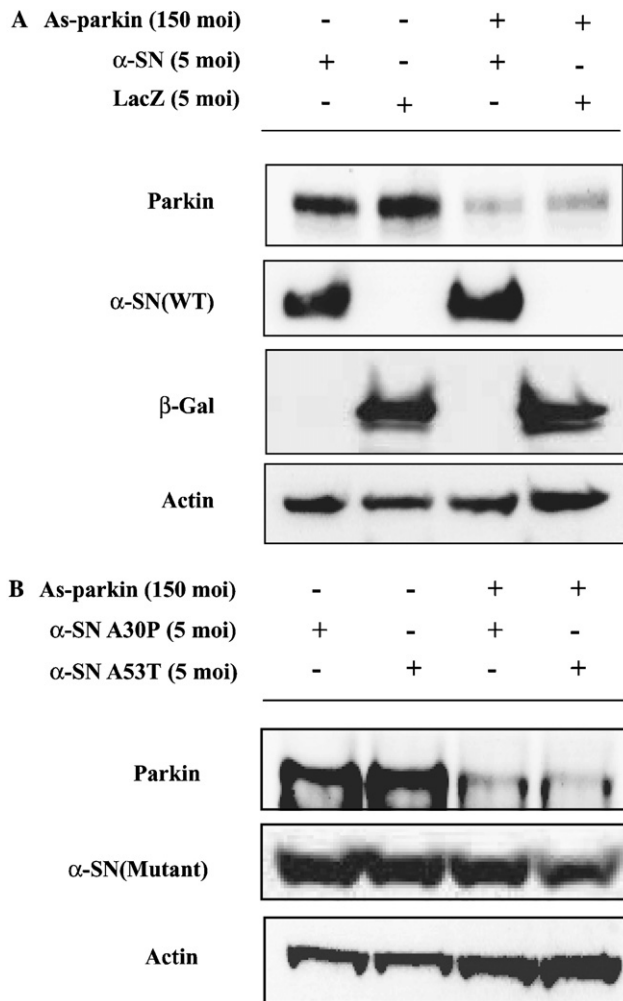 A As-parkin (150 moi) - - + +
α-SN (5 moi) + - + -
LacZ (5 moi) - + - +
Parkin
α-SN(WT)
β-Gal
Actin
B As-parkin (150 moi) - - + +
α-SN A30P (5 moi) + - + -
α-SN A53T (5 moi) - + - +
Parkin
α-SN(Mutant)
Actin